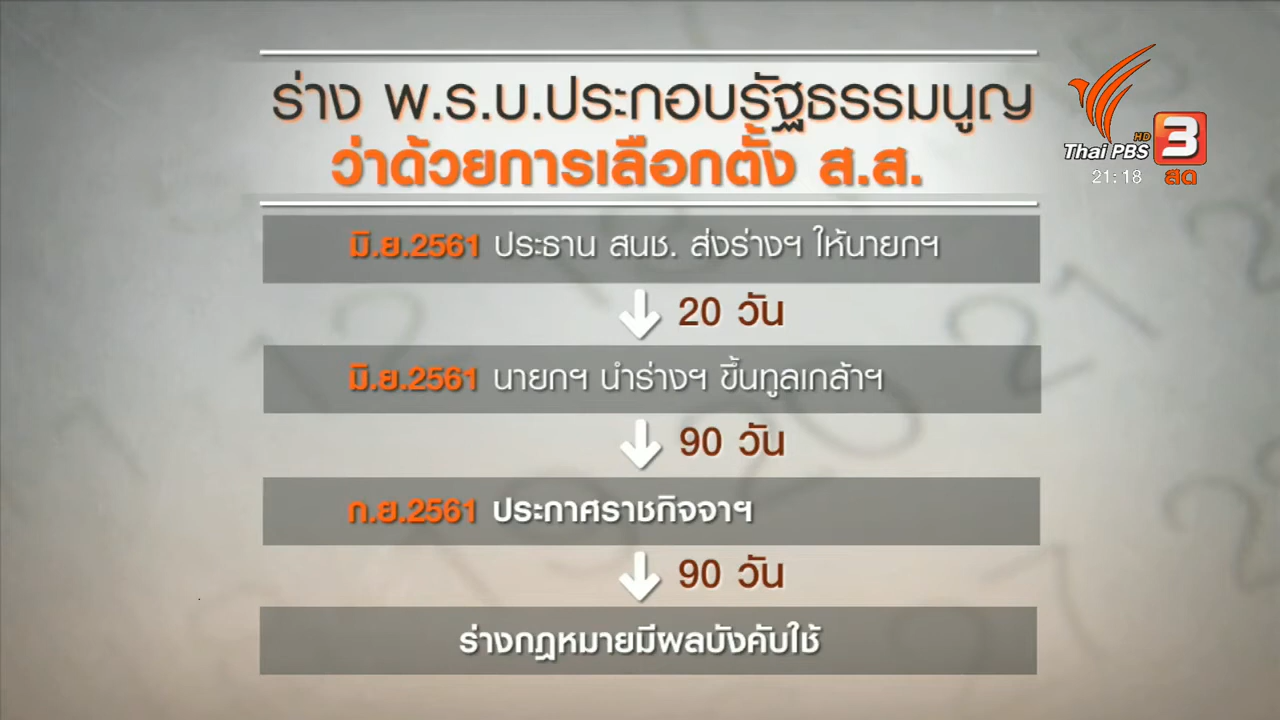 ร่าง พ.ร.บ.ประกอบรัฐธรรมนูญ
ว่าด้วยการเลือกตั้ง ส.ส.
HD
Thai PBS 3
21:18 สด
มิ.ย.2561 ประธาน สนช. ส่งร่างฯ ให้นายกฯ
20 วัน
มิ.ย.2561 นายกฯ นำร่างฯ ขึ้นทูลเกล้าฯ
90 วัน
ก.ย.2561 ประกาศราชกิจจาฯ
90 วัน
ร่างกฎหมายมีผลบังคับใช้